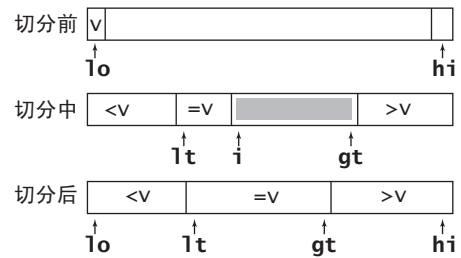 切分前 v
lo hi
切分中 <v =v >v
lt i gt
切分后 <v =v >v
lo lt gt hi